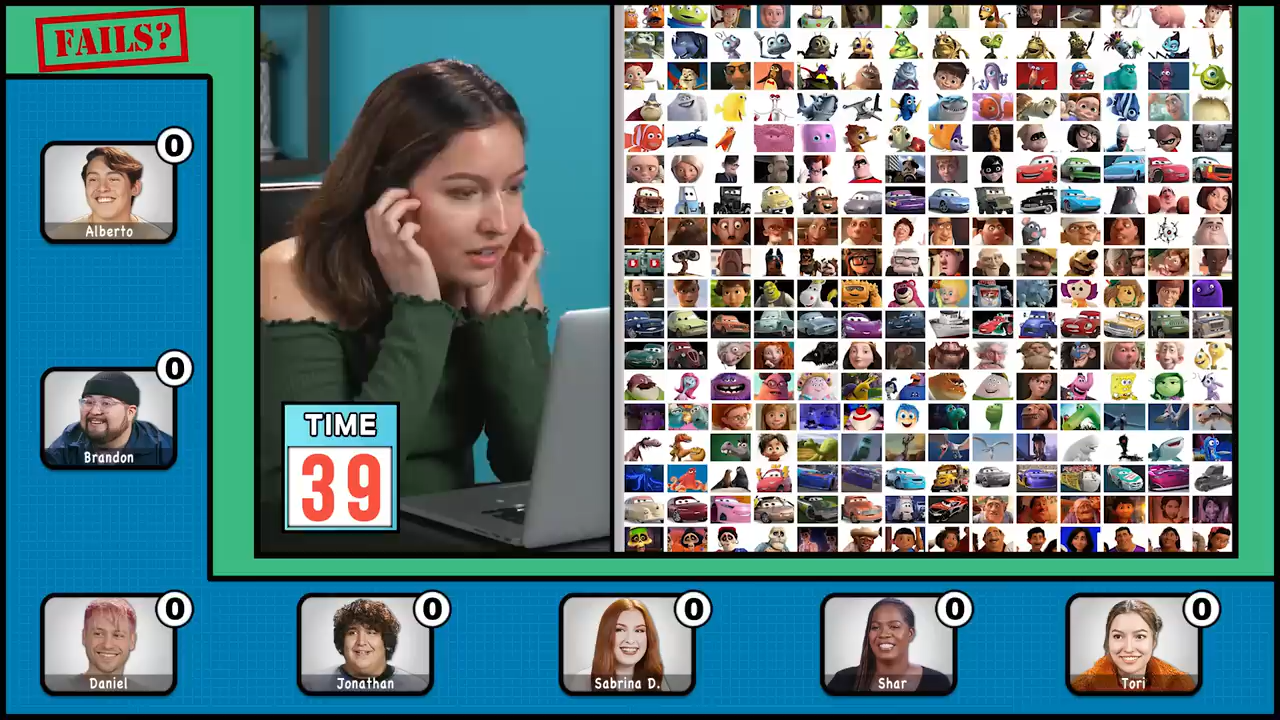 FAILS?
0
Alberto
0
Brandon
TIME
39
0
Daniel
0
Jonathan
0
Sabrina D.
0
Shar
0
Tori